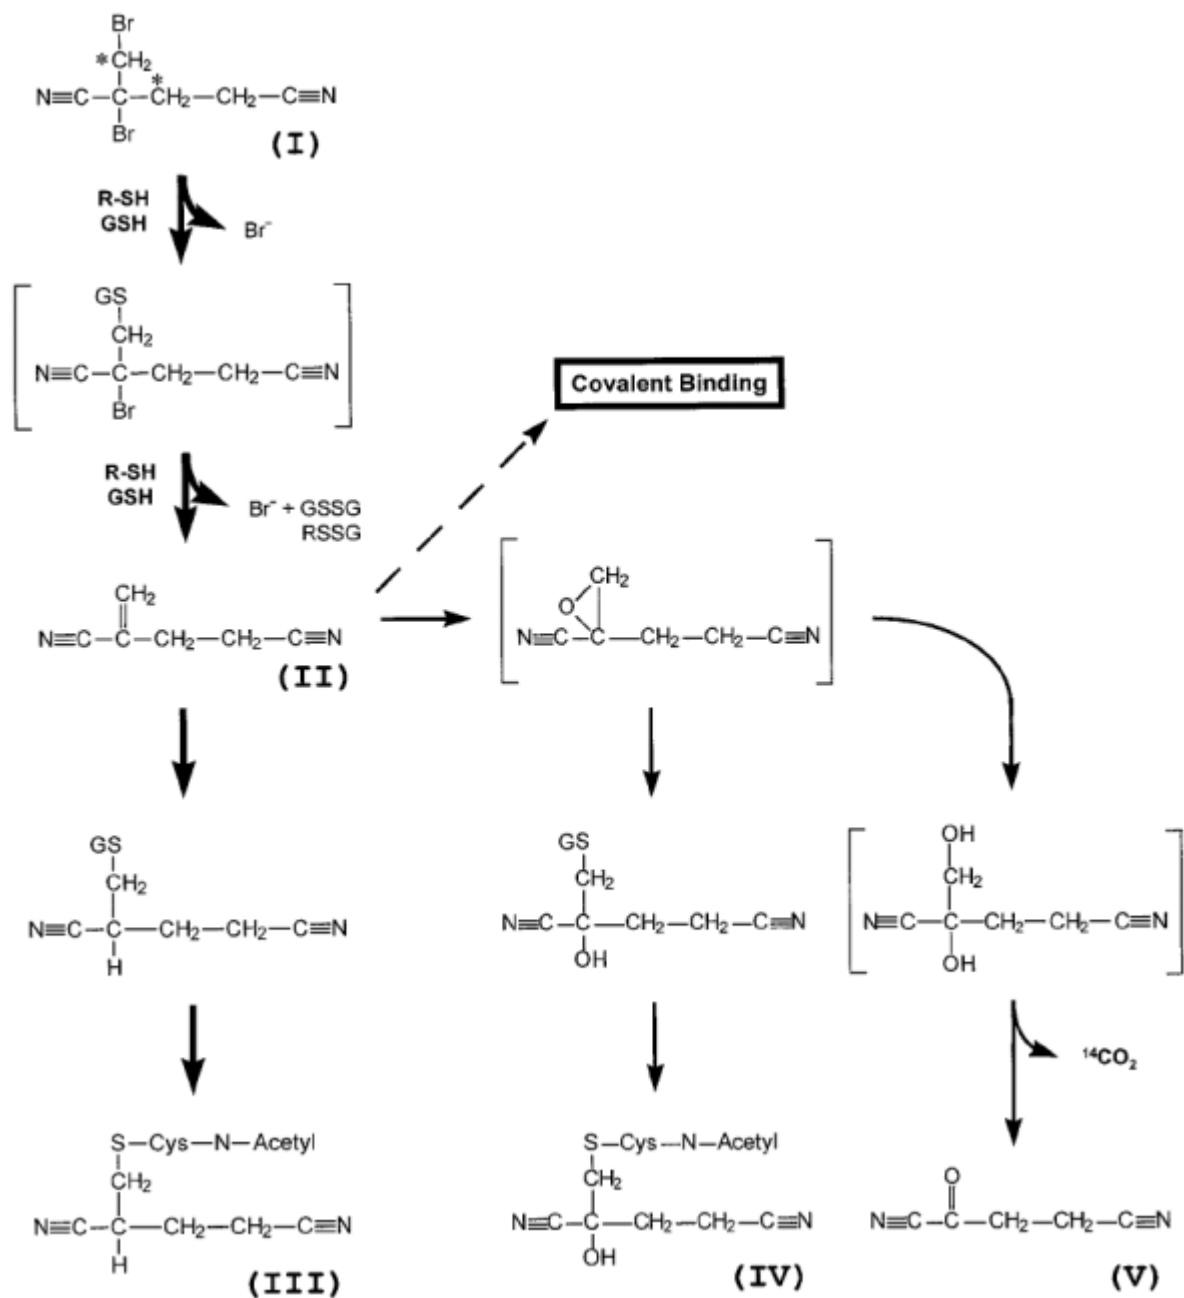 Br
*CH₂ *
N≡C—C—CH₂—CH₂—C≡N
Br
(I)
R-SH
GSH
Br⁻
GS
CH₂
N≡C—C—CH₂—CH₂—C≡N
Br
Covalent Binding
R-SH
GSH
Br⁻ + GSSG
RSSG
CH₂
N≡C—C—CH₂—CH₂—C≡N
(II)
CH₂
O
N≡C—C—CH₂—CH₂—C≡N
GS
CH₂
N≡C—CH₂—CH₂—C≡N
H
GS
CH₂
N≡C—C—CH₂—CH₂—C≡N
OH
OH
CH₂
N≡C—C—CH₂—CH₂—C≡N
OH
¹⁴CO₂
S—Cys—N—Acetyl
CH₂
N≡C—C—CH₂—CH₂—C≡N
H
(III)
S—Cys—N—Acetyl
CH₂
N≡C—C—CH₂—CH₂—C≡N
OH
(IV)
O
N≡C—C—CH₂—CH₂—C≡N
(V)